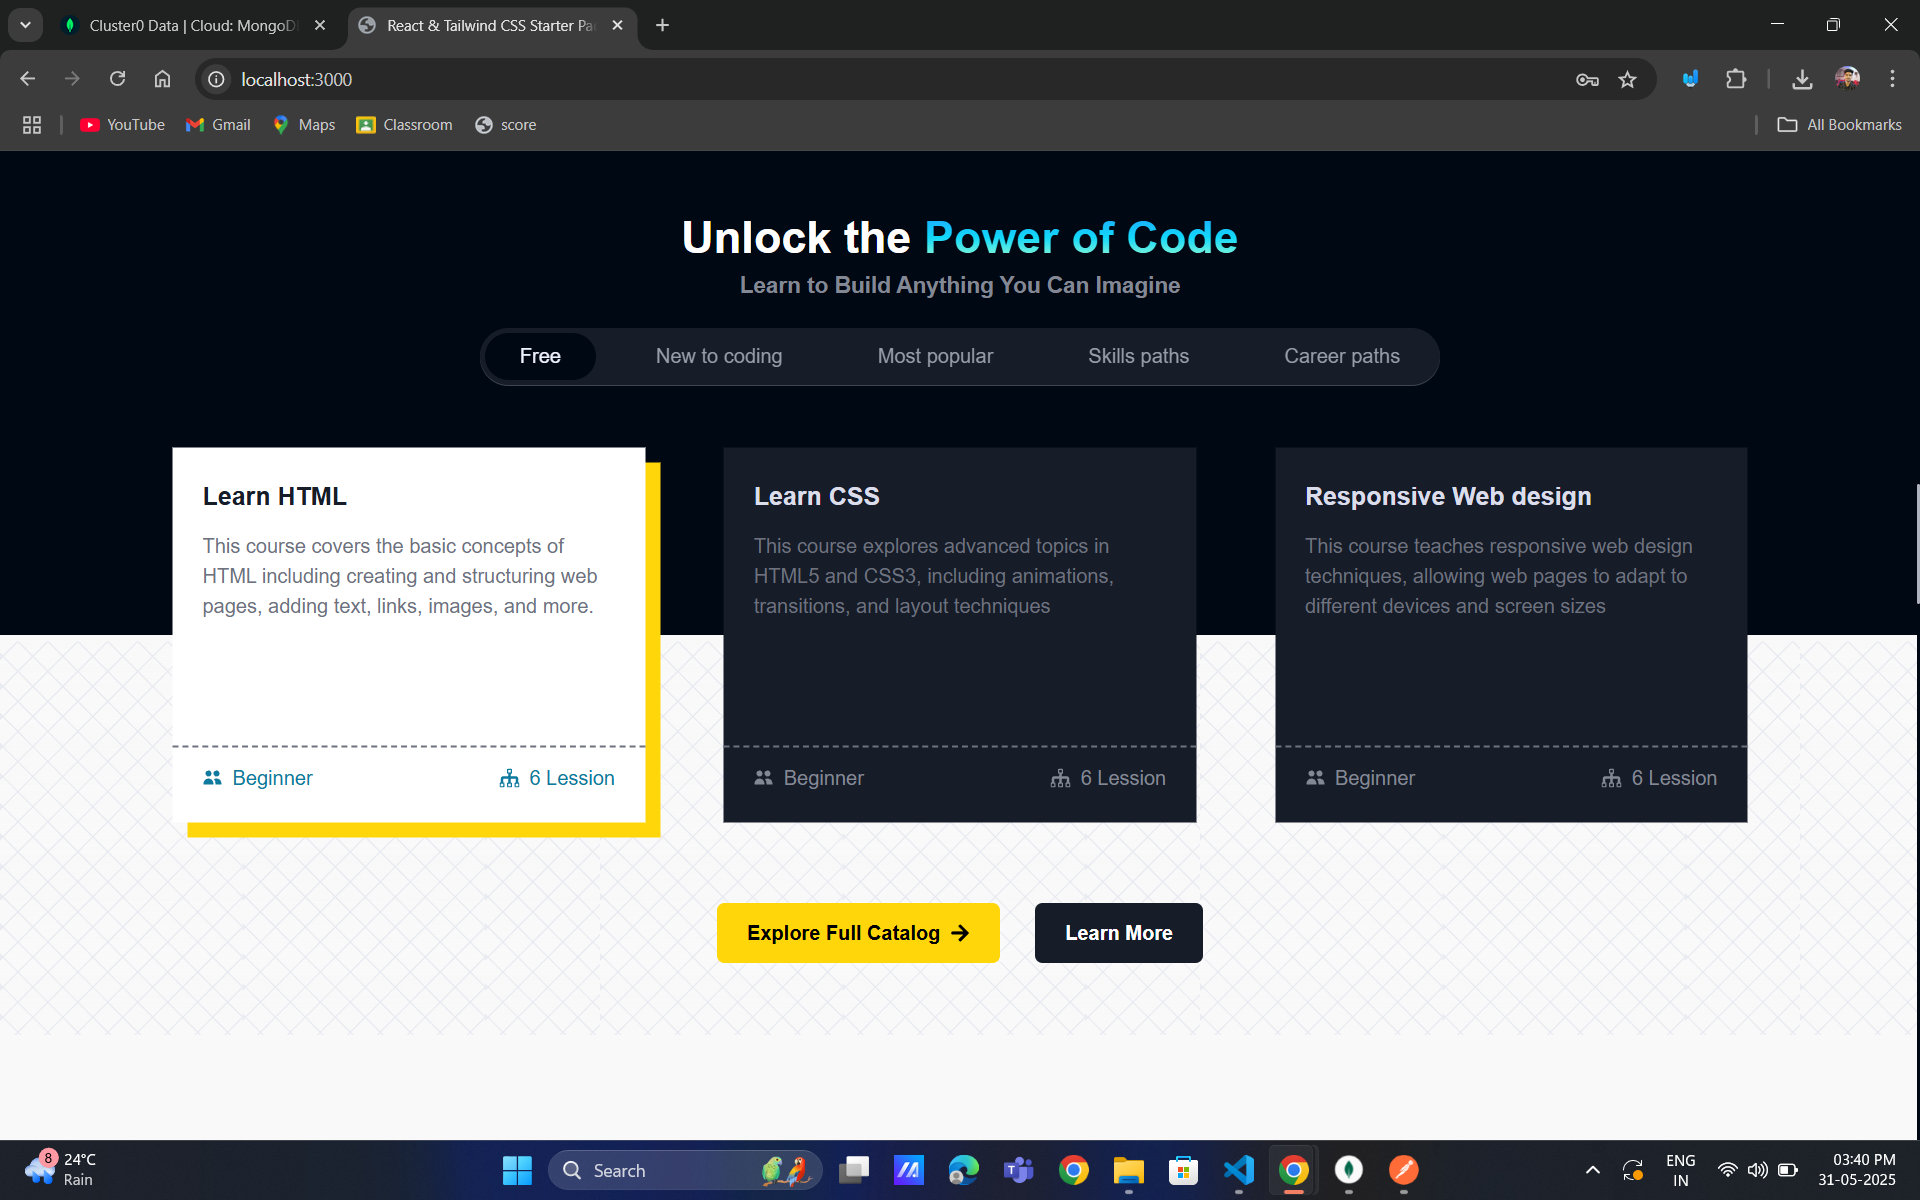 Cluster0 Data | Cloud: MongoD
React & Tailwind CSS Starter Pa
localhost:3000
YouTube
Gmail
Maps
Classroom
score
All Bookmarks
Unlock the Power of Code
Learn to Build Anything You Can Imagine
Free
New to coding
Most popular
Skills paths
Career paths
Learn HTML
This course covers the basic concepts of
HTML including creating and structuring web
pages, adding text, links, images, and more.
Beginner
6 Lession
Learn CSS
This course explores advanced topics in
HTML5 and CSS3, including animations,
transitions, and layout techniques
Beginner
6 Lession
Responsive Web design
This course teaches responsive web design
techniques, allowing web pages to adapt to
different devices and screen sizes
Beginner
6 Lession
Explore Full Catalog
Learn More
8
24°C
Rain
Search
ENG
IN
03:40 PM
31-05-2025